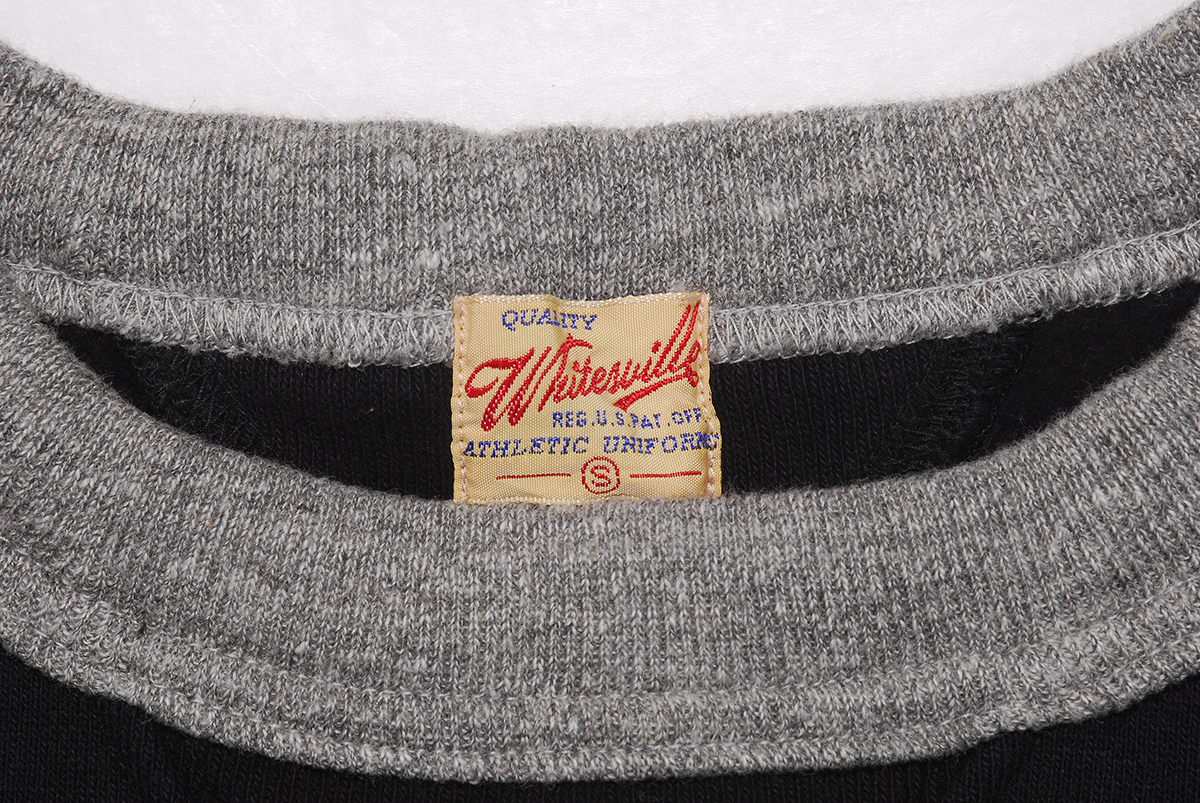 QUALITY
Whitesville
REG.U.S.PAT.OFF
ATHLETIC UNIFORMS
S